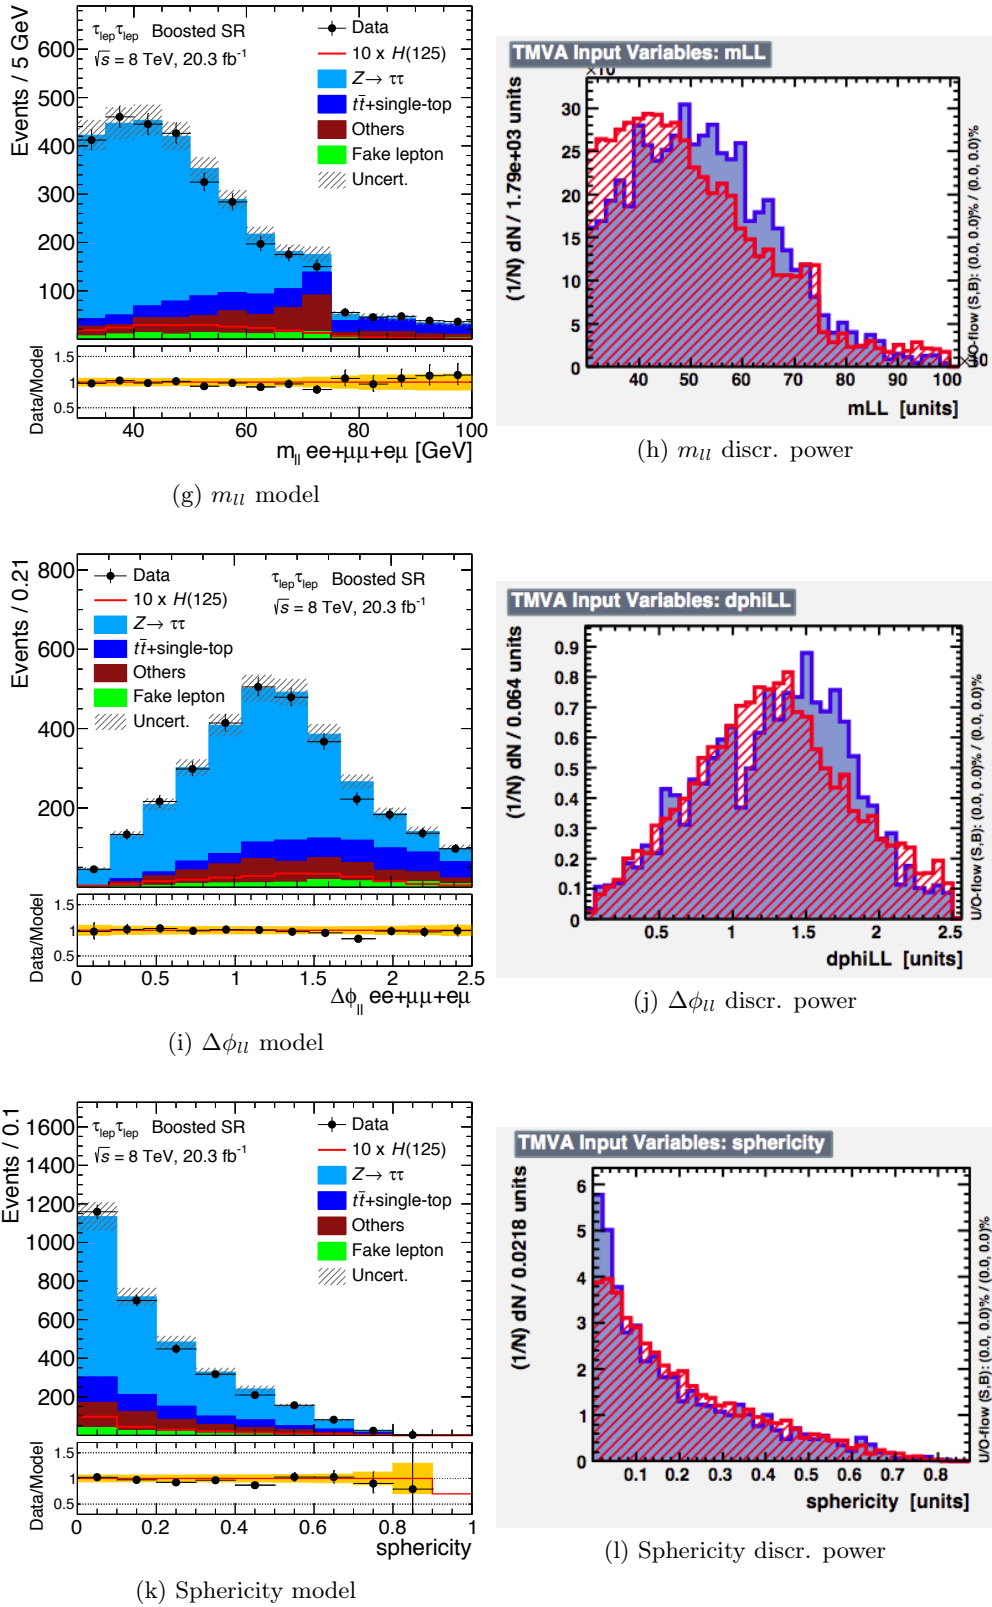 τlepτlep Boosted SR
√s = 8 TeV, 20.3 fb-1
Data
10 x H(125)
Z→ ττ
tt̄+single-top
Others
Fake lepton
Uncert.
Events / 5 GeV
600
500
400
300
200
100
Data/Model
1.5
1
0.5
40 60 80 100
mll ee+μμ+eμ [GeV]
(g) mll model
TMVA Input Variables: mLL
(1/N) dN / 1.79e+03 units
30
25
20
15
10
5
0
40 50 60 70 80 90 100
mLL [units]
U/O-flow (S,B): (0.0, 0.0)% / (0.0, 0.0)%
(h) mll discr. power
Events / 0.21
800
600
400
200
Data
10 x H(125)
Z→ ττ
tt̄+single-top
Others
Fake lepton
Uncert.
τlepτlep Boosted SR
√s = 8 TeV, 20.3 fb-1
Data/Model
1.5
1
0.5
0 0.5 1 1.5 2 2.5
Δϕll ee+μμ+eμ
(i) Δϕll model
TMVA Input Variables: dphiLL
(1/N) dN / 0.064 units
0.9
0.8
0.7
0.6
0.5
0.4
0.3
0.2
0.1
0
0.5 1 1.5 2 2.5
dphiLL [units]
U/O-flow (S,B): (0.0, 0.0)% / (0.0, 0.0)%
(j) Δϕll discr. power
Events / 0.1
1600
1400
1200
1000
800
600
400
200
τlepτlep Boosted SR
√s = 8 TeV, 20.3 fb-1
Data
10 x H(125)
Z→ ττ
tt̄+single-top
Others
Fake lepton
Uncert.
Data/Model
1.5
1
0.5
0 0.2 0.4 0.6 0.8 1
sphericity
(k) Sphericity model
TMVA Input Variables: sphericity
(1/N) dN / 0.0218 units
6
5
4
3
2
1
0
0.1 0.2 0.3 0.4 0.5 0.6 0.7 0.8
sphericity [units]
U/O-flow (S,B): (0.0, 0.0)% / (0.0, 0.0)%
(l) Sphericity discr. power